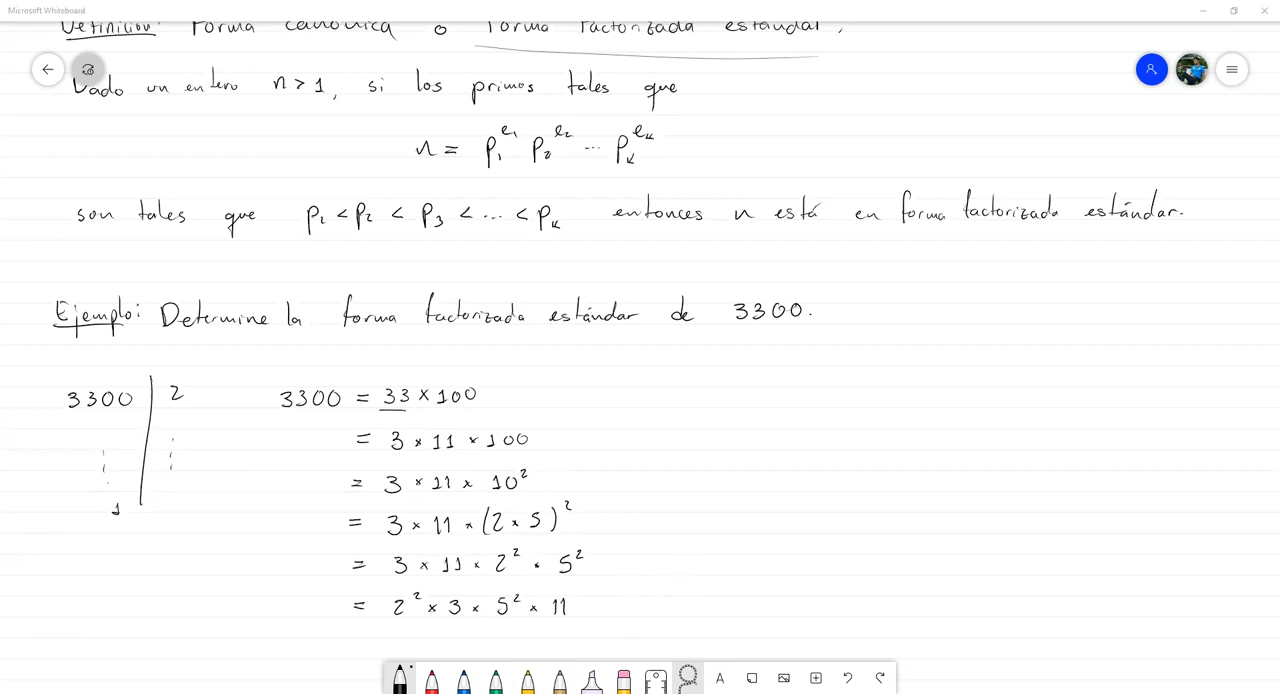 Microsoft Whiteboard
Definición: Forma canónica o forma factorizada estándar,
Dado un entero n > 1, si los primos tales que
n = p₁^e₁ p₂^e₂ ... pₖ^eₖ
son tales que p₁ < p₂ < p₃ < ... < pₖ entonces n está en forma factorizada estándar.
Ejemplo: Determine la forma factorizada estándar de 3300.
3300 | 2
1
3300 = 33 × 100
= 3 × 11 × 100
= 3 × 11 × 10²
= 3 × 11 × (2 × 5)²
= 3 × 11 × 2² · 5²
= 2² × 3 × 5² × 11
A